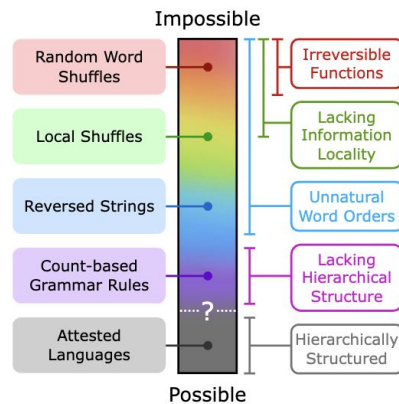 Impossible
Random Word
Shuffles
Local Shuffles
Reversed Strings
Count-based
Grammar Rules
?
Attested
Languages
Irreversible
Functions
Lacking
Information
Locality
Unnatural
Word Orders
Lacking
Hierarchical
Structure
Hierarchically
Structured
Possible